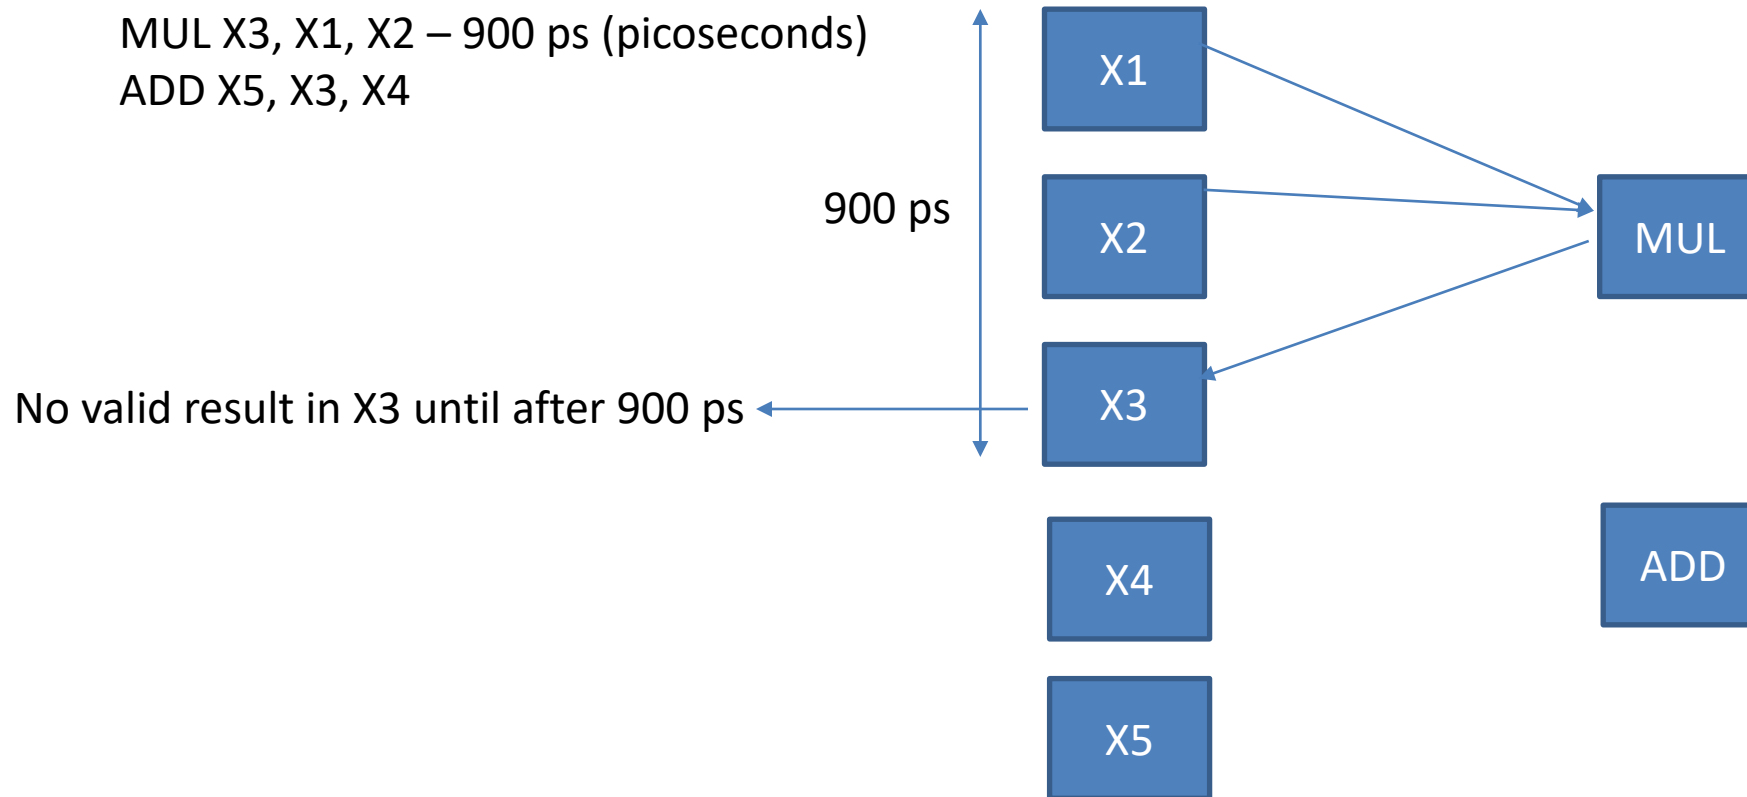 MUL X3, X1, X2 – 900 ps (picoseconds)
ADD X5, X3, X4
X1
900 ps
X2
MUL
No valid result in X3 until after 900 ps
X3
X4
ADD
X5